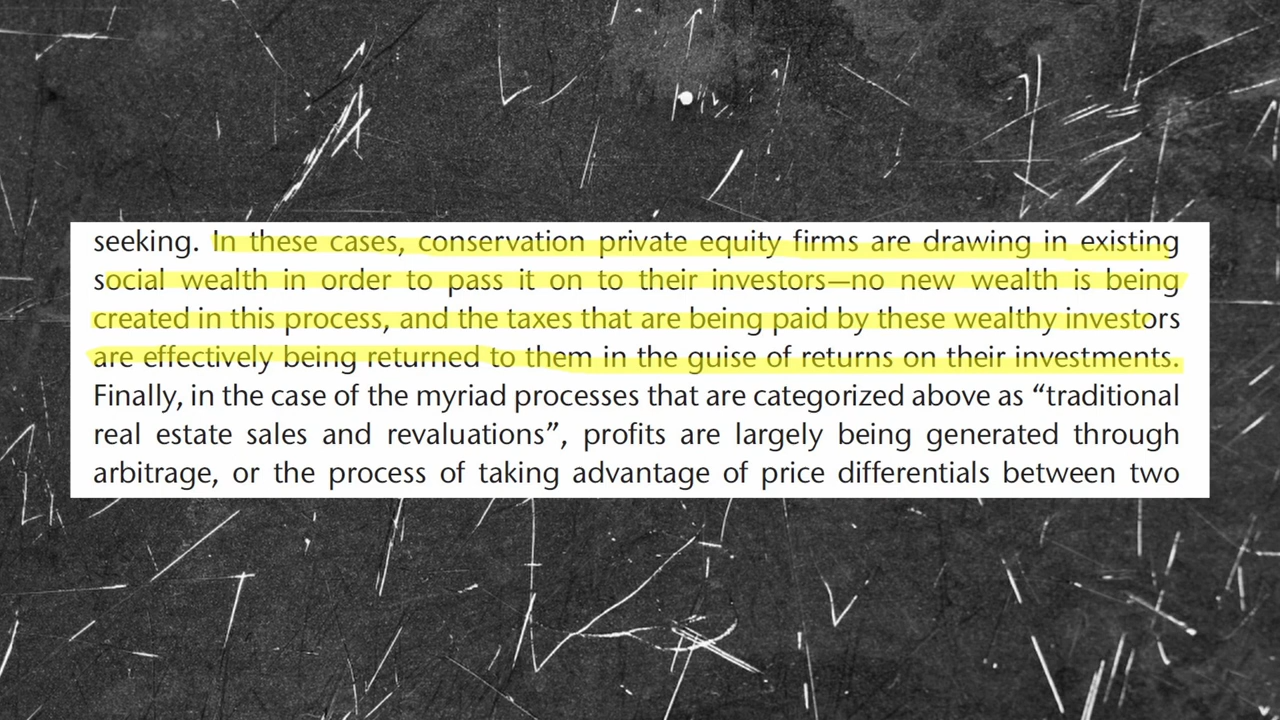 seeking. In these cases, conservation private equity firms are drawing in existing
social wealth in order to pass it on to their investors—no new wealth is being
created in this process, and the taxes that are being paid by these wealthy investors
are effectively being returned to them in the guise of returns on their investments.
Finally, in the case of the myriad processes that are categorized above as “traditional
real estate sales and revaluations”, profits are largely being generated through
arbitrage, or the process of taking advantage of price differentials between two